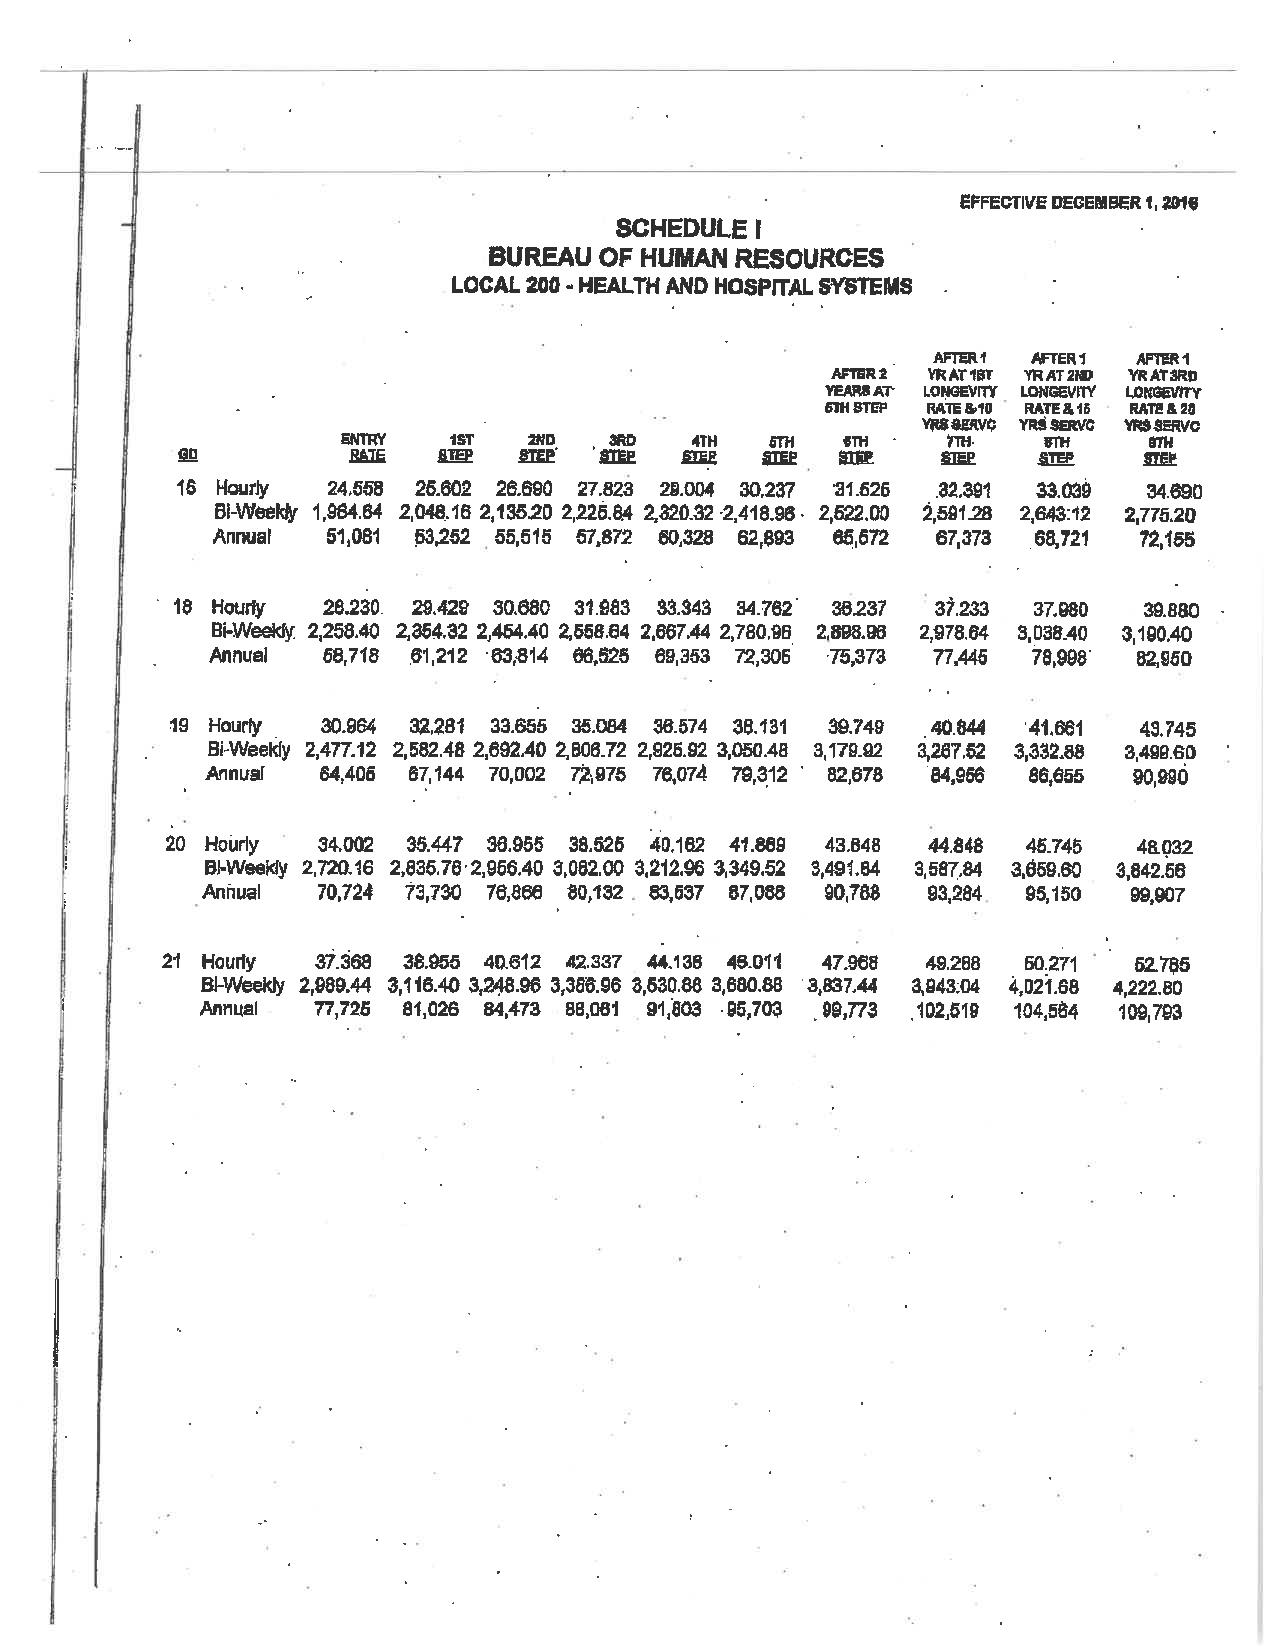 EFFECTIVE DECEMBER 1, 2016
SCHEDULE I
BUREAU OF HUMAN RESOURCES
LOCAL 200 - HEALTH AND HOSPITAL SYSTEMS
AFTER 1 AFTER 1 AFTER 1
AFTER 2 YR AT 1ST YR AT 2ND YR AT 3RD
YEARS AT LONGEVITY LONGEVITY LONGEVITY
5TH STEP RATE & 10 RATE & 15 RATE & 20
YRS SERVC YRS SERVC YRS SERVC
ENTRY 1ST 2ND 3RD 4TH 5TH 6TH 7TH 8TH 9TH
GD RATE STEP STEP STEP STEP STEP STEP STEP STEP STEP
16 Hourly 24.558 25.602 26.690 27.823 29.004 30.237 31.525 32.391 33.039 34.690
Bi-Weekly 1,964.64 2,048.16 2,135.20 2,225.84 2,320.32 2,418.96 2,522.00 2,591.28 2,643.12 2,775.20
Annual 51,081 53,252 55,515 57,872 60,328 62,893 65,572 67,373 68,721 72,155
18 Hourly 28.230 29.429 30.680 31.983 33.343 34.762 36.237 37.233 37.980 39.880
Bi-Weekly 2,258.40 2,354.32 2,454.40 2,558.64 2,667.44 2,780.96 2,898.96 2,978.64 3,038.40 3,190.40
Annual 58,718 61,212 63,814 66,525 69,353 72,305 75,373 77,445 78,998 82,950
19 Hourly 30.964 32.281 33.655 35.084 36.574 38.131 39.749 40.844 41.661 43.745
Bi-Weekly 2,477.12 2,582.48 2,692.40 2,806.72 2,925.92 3,050.48 3,179.92 3,267.52 3,332.88 3,499.60
Annual 64,405 67,144 70,002 72,975 76,074 79,312 82,678 84,956 86,655 90,990
20 Hourly 34.002 35.447 36.955 38.525 40.162 41.869 43.648 44.848 45.745 48.032
Bi-Weekly 2,720.16 2,835.76 2,956.40 3,082.00 3,212.96 3,349.52 3,491.84 3,587.84 3,659.60 3,842.56
Annual 70,724 73,730 76,866 80,132 83,537 87,088 90,788 93,284 95,150 99,907
21 Hourly 37.368 38.955 40.612 42.337 44.136 46.011 47.968 49.288 50.271 52.785
Bi-Weekly 2,989.44 3,116.40 3,248.96 3,386.96 3,530.88 3,680.88 3,837.44 3,943.04 4,021.68 4,222.80
Annual 77,725 81,026 84,473 88,061 91,803 95,703 99,773 102,519 104,564 109,793